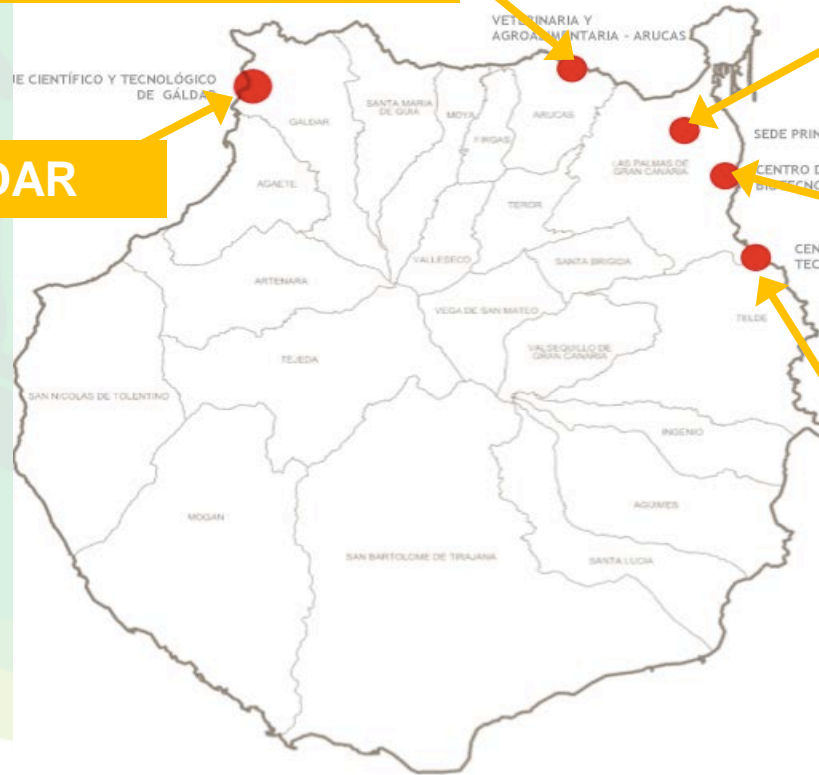 VETERINARIA Y
AGROALIMENTARIA - ARUCAS
UE CIENTÍFICO Y TECNOLÓGICO
DE GÁLDAR
DAR
SEDE PRIN
CENTRO D
BIOTECNO
CEN
TEC
GALDAR
SANTA MARIA
DE GUIA
MOYA
FIRGAS
ARUCAS
LAS PALMAS DE
GRAN CANARIA
AGAETE
TEROR
VALLESECO
SANTA BRIGIDA
ARTENARA
VEGA DE SAN MATEO
TELDE
TEJEDA
VALSEQUILLO DE
GRAN CANARIA
SAN NICOLAS DE TOLENTINO
INGENIO
AGUIMES
MOGAN
SAN BARTOLOME DE TIRAJANA
SANTA LUCIA